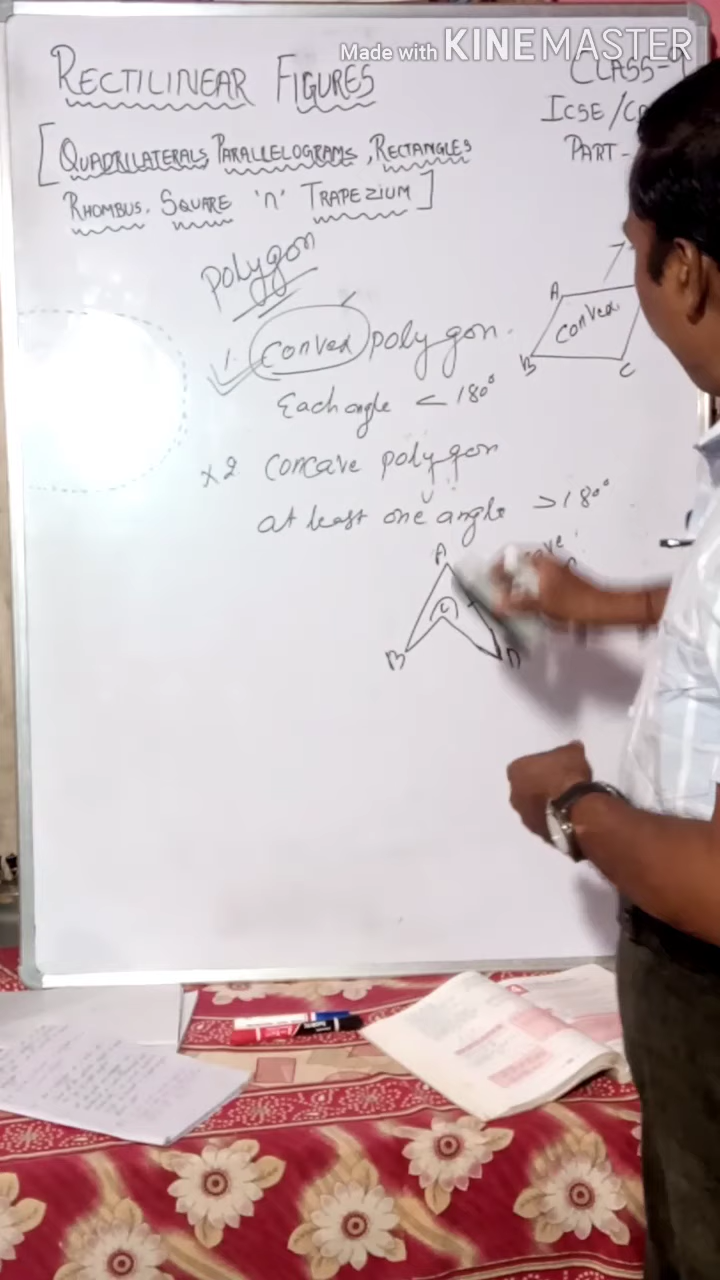 Made with KINEMASTER
RECTILINEAR FIGURES
CLASS-9
ICSE/
PART-
[QUADRILATERALS, PARALLELOGRAMS, RECTANGLES
RHOMBUS, SQUARE 'n' TRAPEZIUM]
polygon
A
convex
B
C
1. convex polygon.
Each angle < 180°
x 2 concave polygon
at least one angle > 180°
A
C
B
D